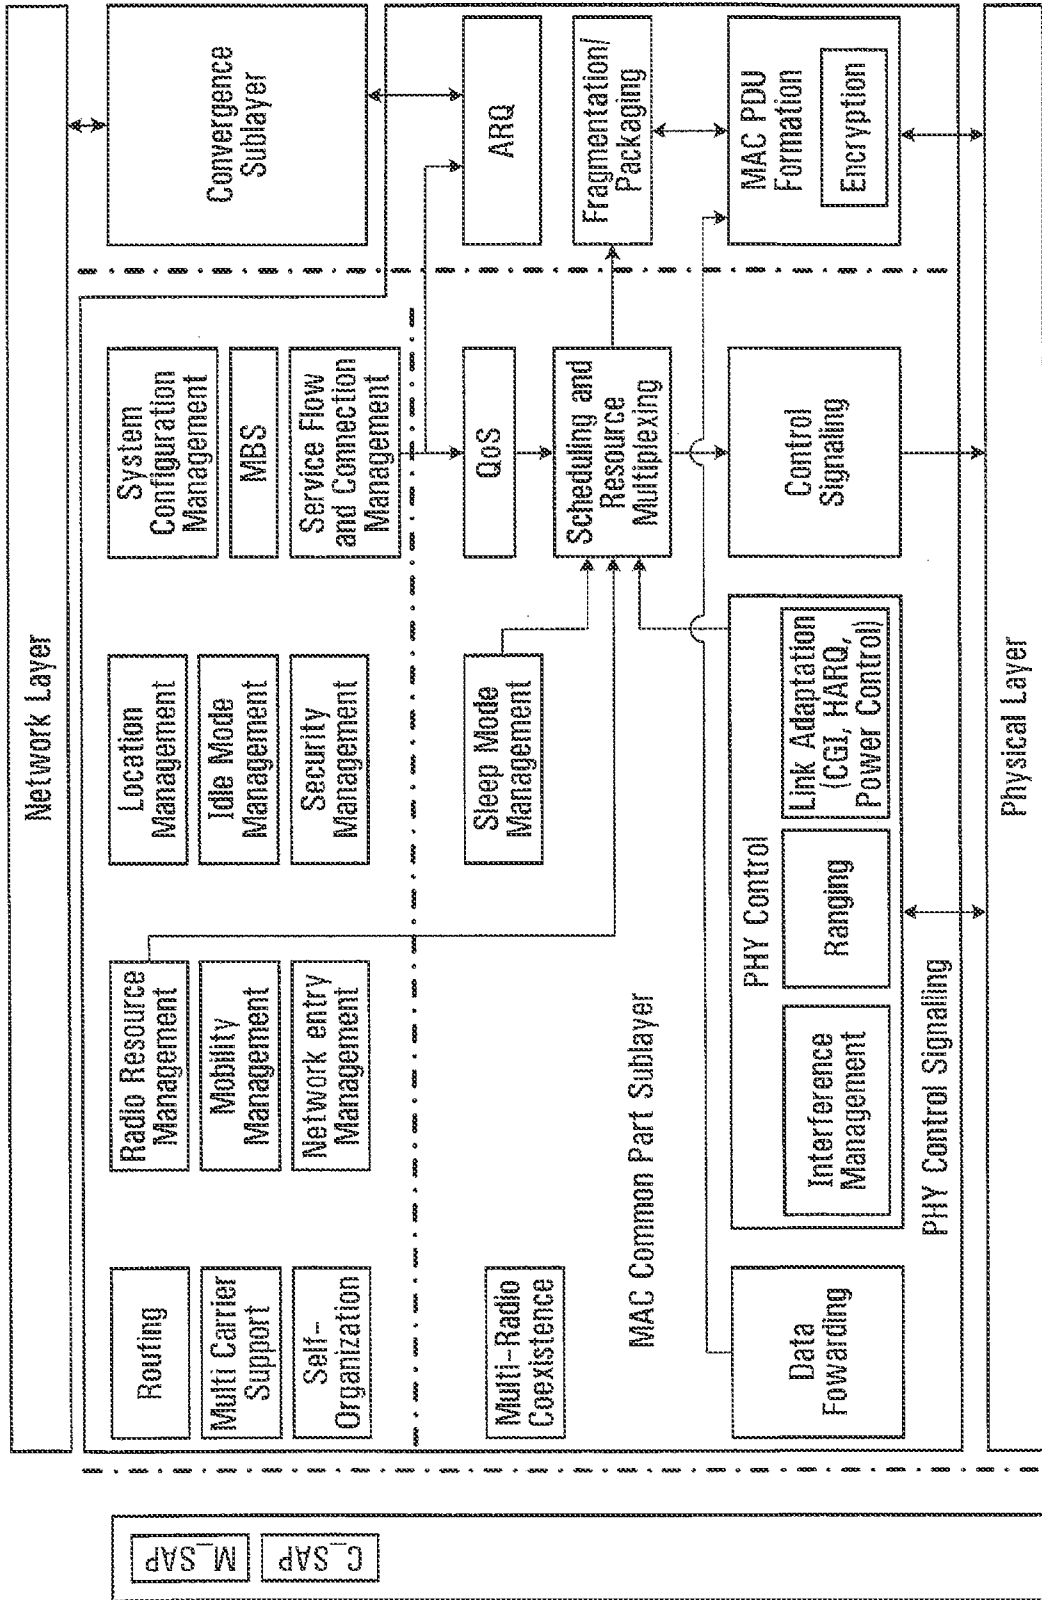 Network Layer
Routing
Multi Carrier
Support
Self-
Organization
Radio Resource
Management
Mobility
Management
Network entry
Management
Location
Management
Idle Mode
Management
Security
Management
System
Configuration
Management
MBS
Service Flow
and Connection
Management
Convergence
Sublayer
M_SAP
C_SAP
Multi-Radio
Coexistence
Sleep Mode
Management
QoS
ARQ
MAC Common Part Sublayer
Scheduling and
Resource
Multiplexing
Fragmentation/
Packaging
Data
Fowarding
PHY Control
Interference
Management
Ranging
Link Adaptation
(CGI, HARQ,
Power Control)
PHY Control Signalling
Control
Signaling
MAC PDU
Formation
Encryption
Physical Layer